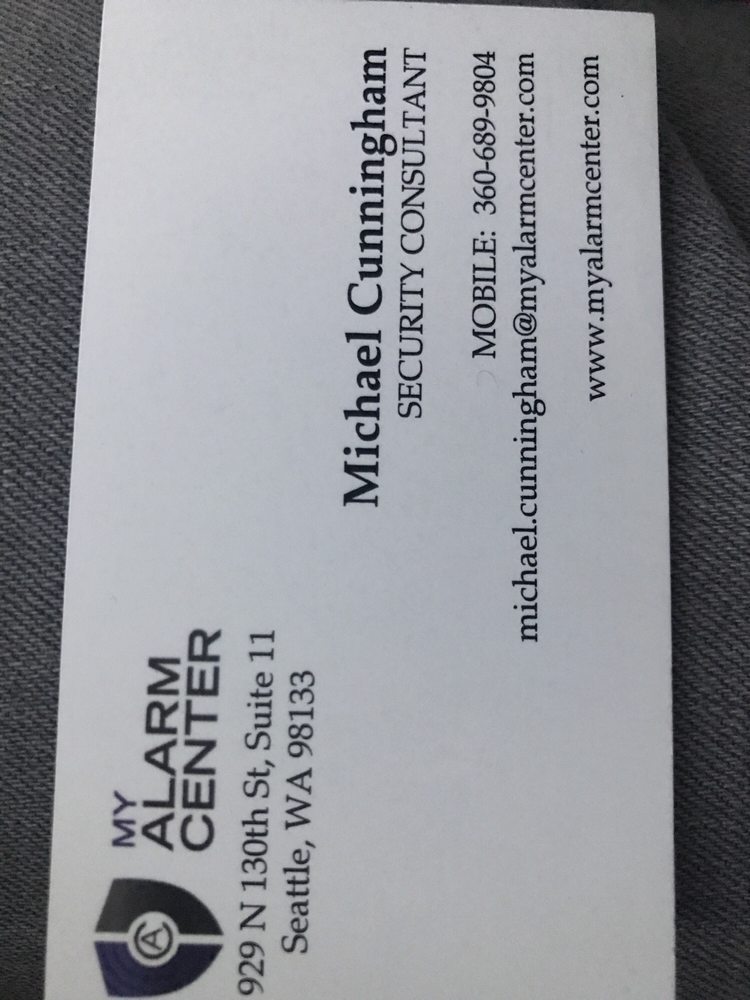 MY
ALARM
CENTER
929 N 130th St, Suite 11
Seattle, WA 98133
Michael Cunningham
SECURITY CONSULTANT
MOBILE: 360-689-9804
michael.cunningham@myalarmcenter.com
www.myalarmcenter.com